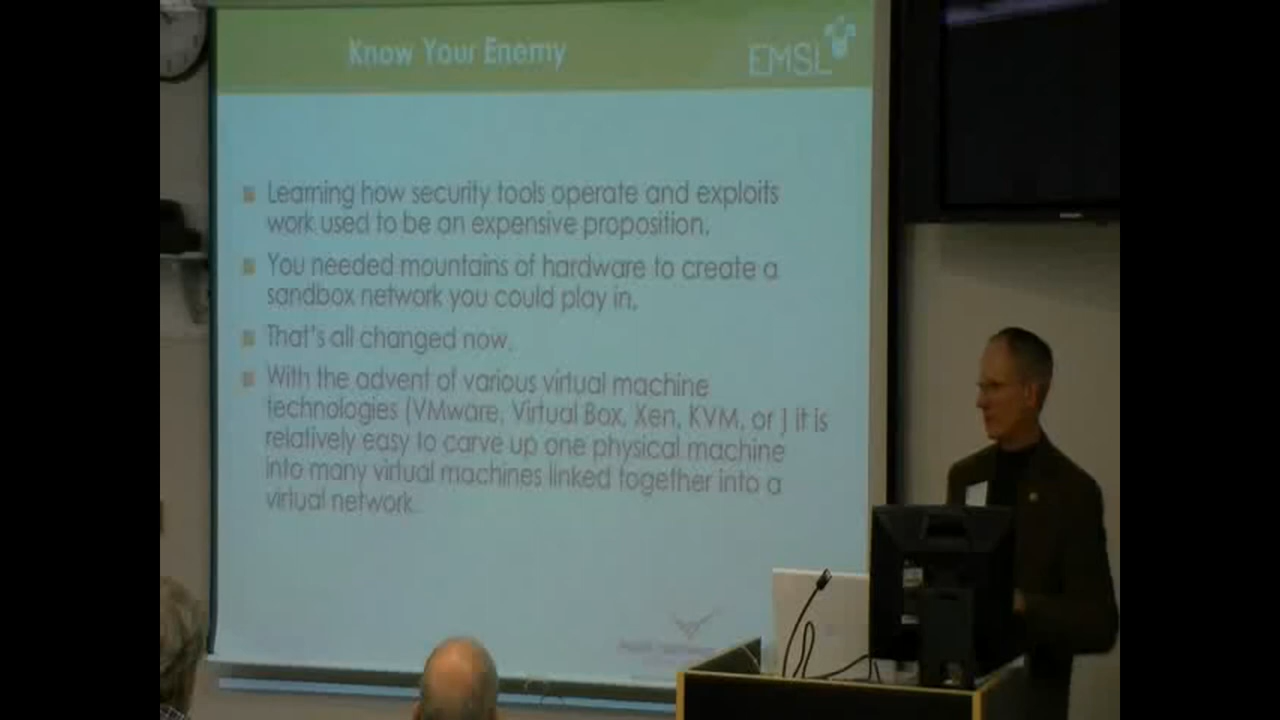 Know Your Enemy
EMSL
Learning how security tools operate and exploits
work used to be an expensive proposition.
You needed mountains of hardware to create a
sandbox network you could play in.
That's all changed now.
With the advent of various virtual machine
technologies (VMware, Virtual Box, Xen, KVM, or ) it is
relatively easy to carve up one physical machine
into many virtual machines linked together into a
virtual network.